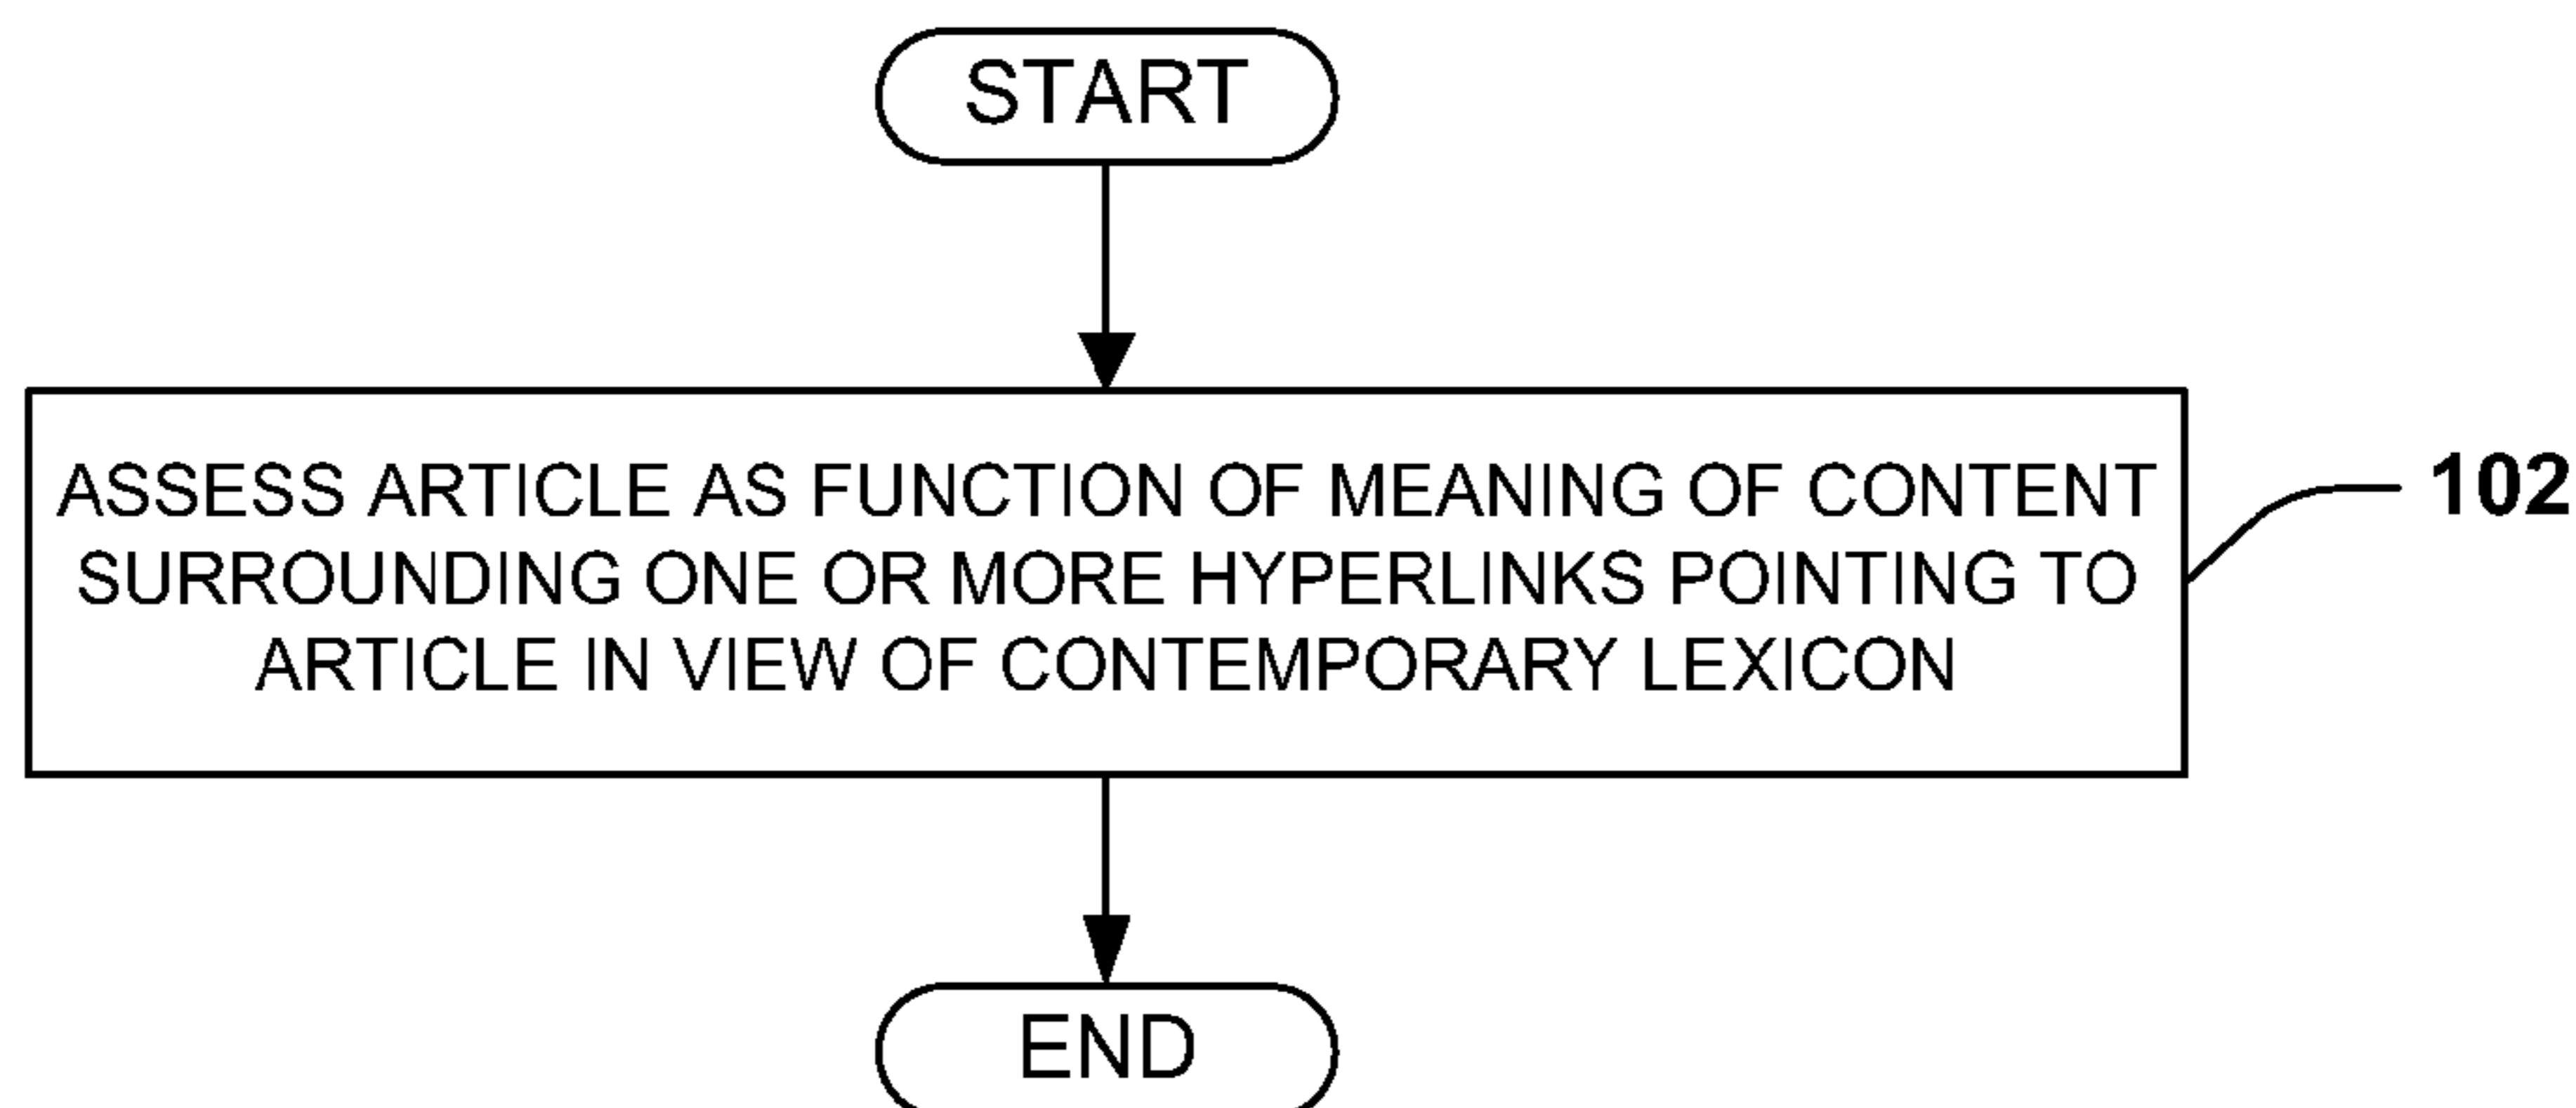 START
ASSESS ARTICLE AS FUNCTION OF MEANING OF CONTENT
SURROUNDING ONE OR MORE HYPERLINKS POINTING TO
ARTICLE IN VIEW OF CONTEMPORARY LEXICON
102
END